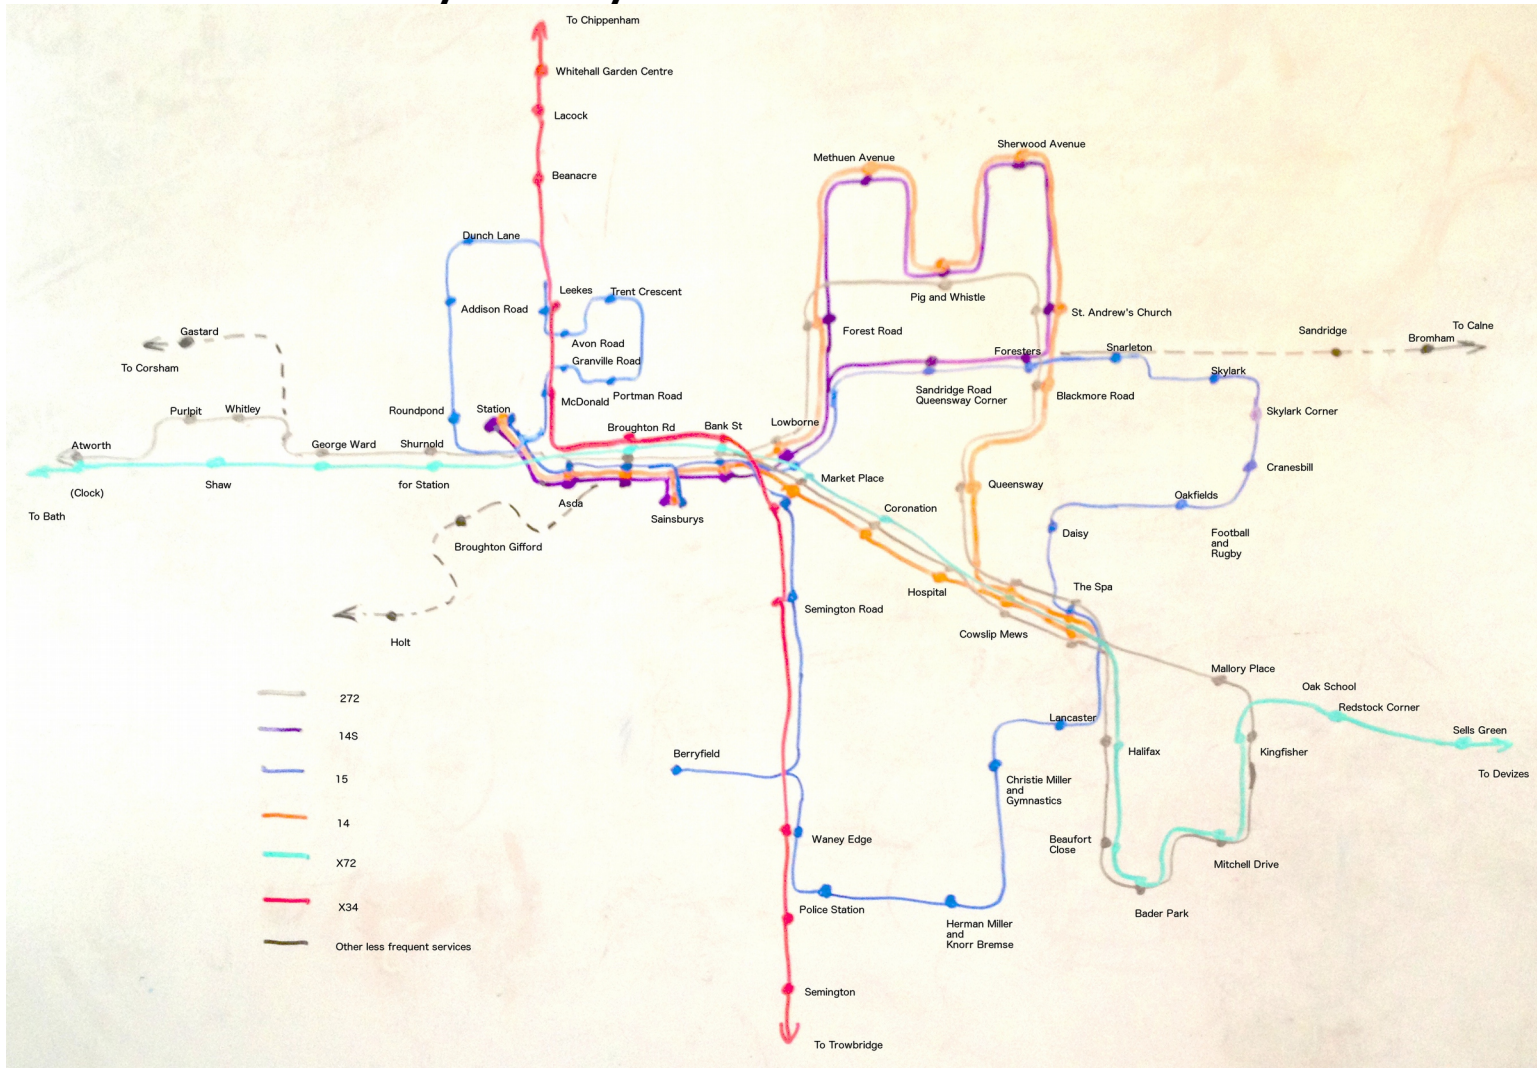 To Chippenham
Whitehall Garden Centre
Lacock
Beanacre
Methuen Avenue
Sherwood Avenue
Dunch Lane
Leekes
Trent Crescent
Addison Road
Pig and Whistle
St. Andrew's Church
Gastard
To Corsham
Avon Road
Forest Road
Foresters
Snarleton
Sandridge
Bromham
To Calne
Granville Road
Portman Road
McDonald
Sandridge Road
Queensway Corner
Blackmore Road
Skylark
Skylark Corner
Purlpit
Whitley
Roundpond
Station
Broughton Rd
Bank St
Lowborne
Atworth
George Ward
Shurnold
(Clock)
Shaw
for Station
Asda
Sainsburys
Market Place
Queensway
Cranesbill
Oakfields
To Bath
Broughton Gifford
Coronation
Daisy
Football
and
Rugby
Holt
Semington Road
Hospital
The Spa
Cowslip Mews
Mallory Place
Oak School
Redstock Corner
Sells Green
To Devizes
272
14S
15
14
X72
X34
Other less frequent services
Berryfield
Lancaster
Halifax
Kingfisher
Christie Miller
and
Gymnastics
Waney Edge
Beaufort
Close
Mitchell Drive
Police Station
Herman Miller
and
Knorr Bremse
Bader Park
Semington
To Trowbridge